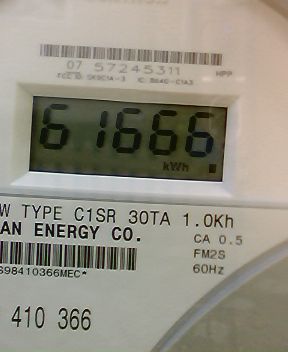 07 57245311
HPP
61666
kWh
W TYPE C1SR 30TA 1.0Kh
AN ENERGY CO.
CA 0.5
FM2S
60Hz
S98410366MEC*
410 366